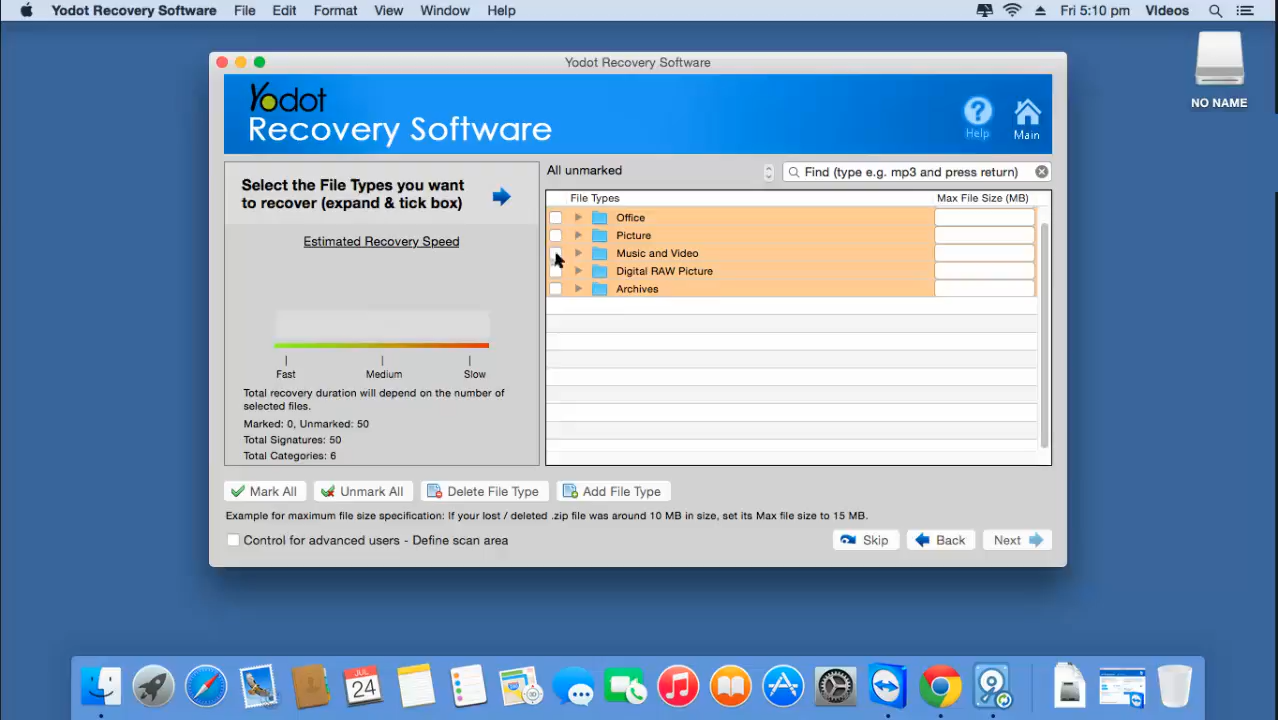 Yodot Recovery Software File Edit Format View Window Help Fri 5:10 pm Videos
Yodot Recovery Software
NO NAME
Yodot
Recovery Software
Help
Main
Select the File Types you want
to recover (expand & tick box)
Estimated Recovery Speed
Fast Medium Slow
Total recovery duration will depend on the number of
selected files.
Marked: 0, Unmarked: 50
Total Signatures: 50
Total Categories: 6
All unmarked
Find (type e.g. mp3 and press return)
File Types Max File Size (MB)
Office
Picture
Music and Video
Digital RAW Picture
Archives
Mark All Unmark All Delete File Type Add File Type
Example for maximum file size specification: If your lost / deleted .zip file was around 10 MB in size, set its Max file size to 15 MB.
Control for advanced users - Define scan area
Skip Back Next
JUL
24